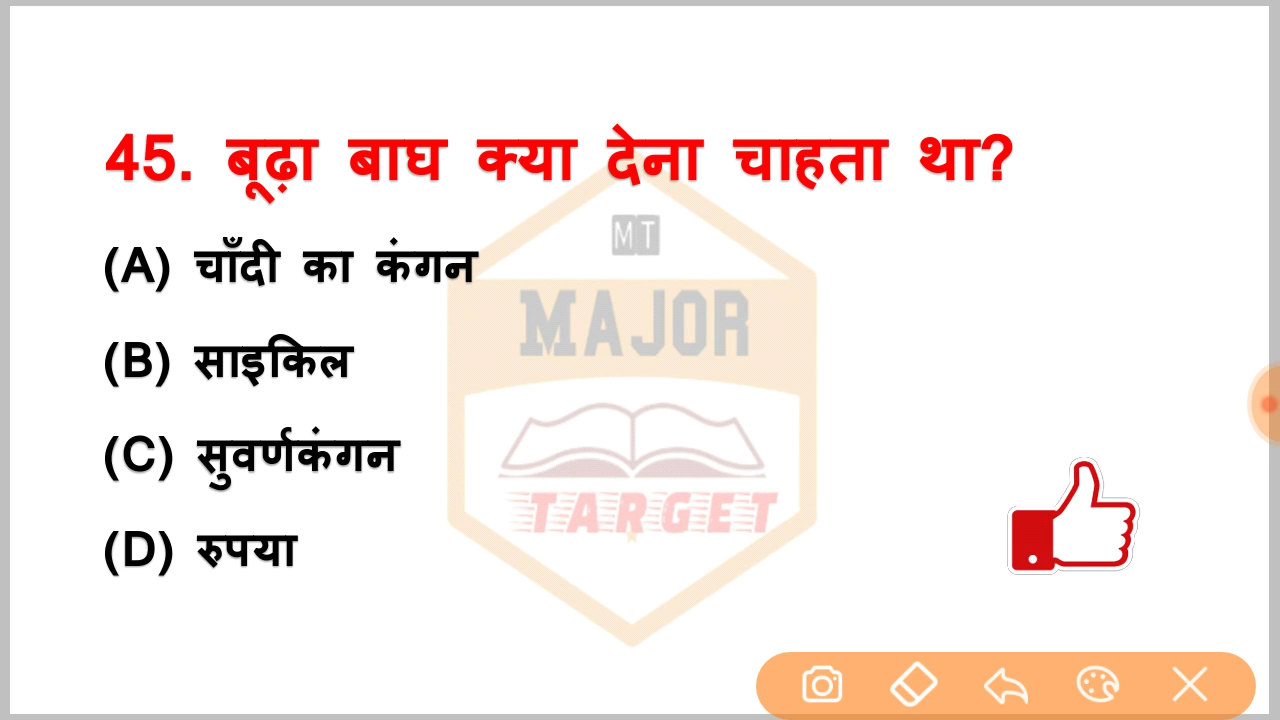 45. बूढ़ा बाघ क्या देना चाहता था?
MT
(A) चाँदी का कंगन
MAJOR
(B) साइकिल
(C) सुवर्णकंगन
TARGET
(D) रुपया